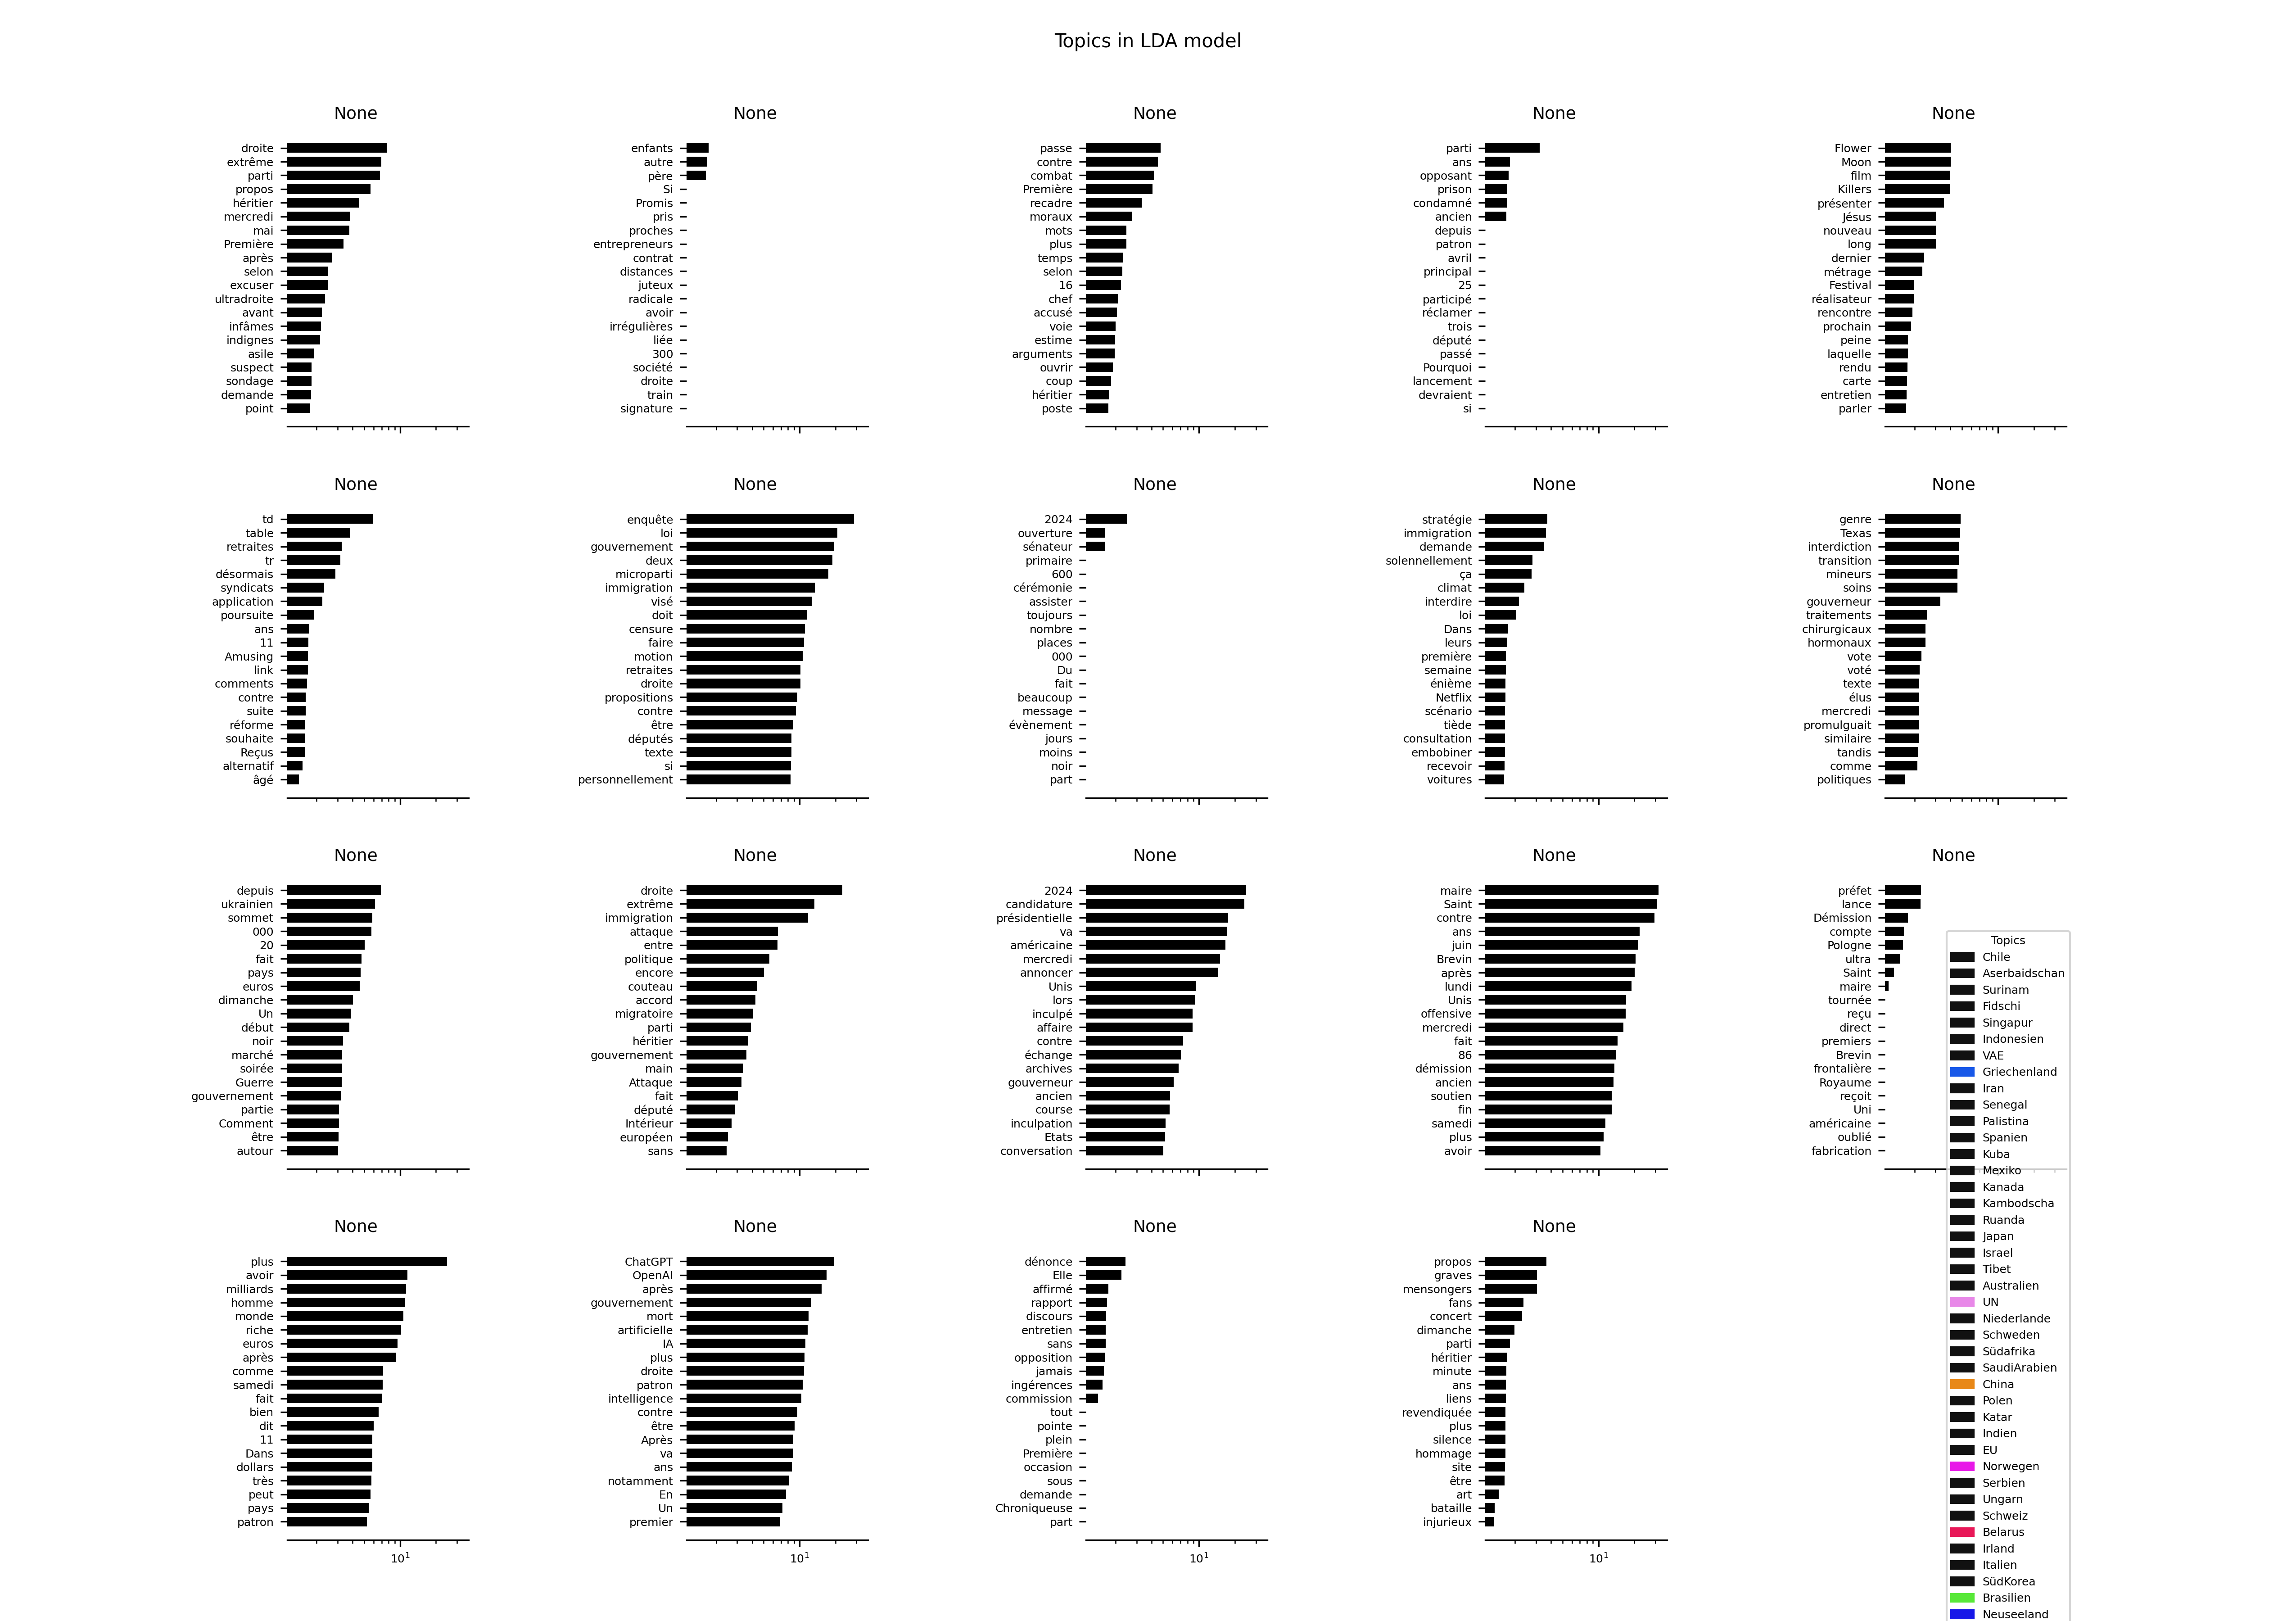 Topics in LDA model
None
droite
extrême
parti
propos
héritier
mercredi
mai
Première
après
selon
excuser
ultradroite
avant
infâmes
indignes
asile
suspect
sondage
demande
point
None
enfants
autre
père
Si
Promis
pris
proches
entrepreneurs
contrat
distances
juteux
radicale
avoir
irrégulières
liée
300
société
droite
train
signature
None
passe
contre
combat
Première
recadre
moraux
mots
plus
temps
selon
16
chef
accusé
voie
estime
arguments
ouvrir
coup
héritier
poste
None
parti
ans
opposant
prison
condamné
ancien
depuis
patron
avril
principal
25
participé
réclamer
trois
député
passé
Pourquoi
lancement
devraient
si
None
Flower
Moon
film
Killers
présenter
Jésus
nouveau
long
dernier
métrage
Festival
réalisateur
rencontre
prochain
peine
laquelle
rendu
carte
entretien
parler
None
td
table
retraites
tr
désormais
syndicats
application
poursuite
ans
11
Amusing
link
comments
contre
suite
réforme
souhaite
Reçus
alternatif
âgé
None
enquête
loi
gouvernement
deux
microparti
immigration
visé
doit
censure
faire
motion
retraites
droite
propositions
contre
être
députés
texte
si
personnellement
None
2024
ouverture
sénateur
primaire
600
cérémonie
assister
toujours
nombre
places
000
Du
fait
beaucoup
message
évènement
jours
moins
noir
part
None
stratégie
immigration
demande
solennellement
ça
climat
interdire
loi
Dans
leurs
première
semaine
énième
Netflix
scénario
tiède
consultation
embobiner
recevoir
voitures
None
genre
Texas
interdiction
transition
mineurs
soins
gouverneur
traitements
chirurgicaux
hormonaux
vote
voté
texte
élus
mercredi
promulguait
similaire
tandis
comme
politiques
None
depuis
ukrainien
sommet
000
20
fait
pays
euros
dimanche
Un
début
noir
marché
soirée
Guerre
gouvernement
partie
Comment
être
autour
None
droite
extrême
immigration
attaque
entre
politique
encore
couteau
accord
migratoire
parti
héritier
gouvernement
main
Attaque
fait
député
Intérieur
européen
sans
None
2024
candidature
présidentielle
va
américaine
mercredi
annoncer
Unis
lors
inculpé
affaire
contre
échange
archives
gouverneur
ancien
course
inculpation
Etats
conversation
None
maire
Saint
contre
ans
juin
Brevin
après
lundi
Unis
offensive
mercredi
fait
86
démission
ancien
soutien
fin
samedi
plus
avoir
None
préfet
lance
Démission
compte
Pologne
ultra
Saint
maire
tournée
reçu
direct
premiers
Brevin
frontalière
Royaume
reçoit
Uni
américaine
oublié
fabrication
None
plus
avoir
milliards
homme
monde
riche
euros
après
comme
samedi
fait
bien
dit
11
Dans
dollars
très
peut
pays
patron
10¹
None
ChatGPT
OpenAI
après
gouvernement
mort
artificielle
IA
plus
droite
patron
intelligence
contre
être
Après
va
ans
notamment
En
Un
premier
10¹
None
dénonce
Elle
affirmé
rapport
discours
entretien
sans
opposition
jamais
ingérences
commission
tout
pointe
plein
Première
occasion
sous
demande
Chroniqueuse
part
10¹
None
propos
graves
mensongers
fans
concert
dimanche
parti
héritier
minute
ans
liens
revendiquée
plus
silence
hommage
site
être
art
bataille
injurieux
10¹
Topics
Chile
Aserbaidschan
Surinam
Fidschi
Singapur
Indonesien
VAE
Griechenland
Iran
Senegal
Palistina
Spanien
Kuba
Mexiko
Kanada
Kambodscha
Ruanda
Japan
Israel
Tibet
Australien
UN
Niederlande
Schweden
Südafrika
SaudiArabien
China
Polen
Katar
Indien
EU
Norwegen
Serbien
Ungarn
Schweiz
Belarus
Irland
Italien
SüdKorea
Brasilien
Neuseeland